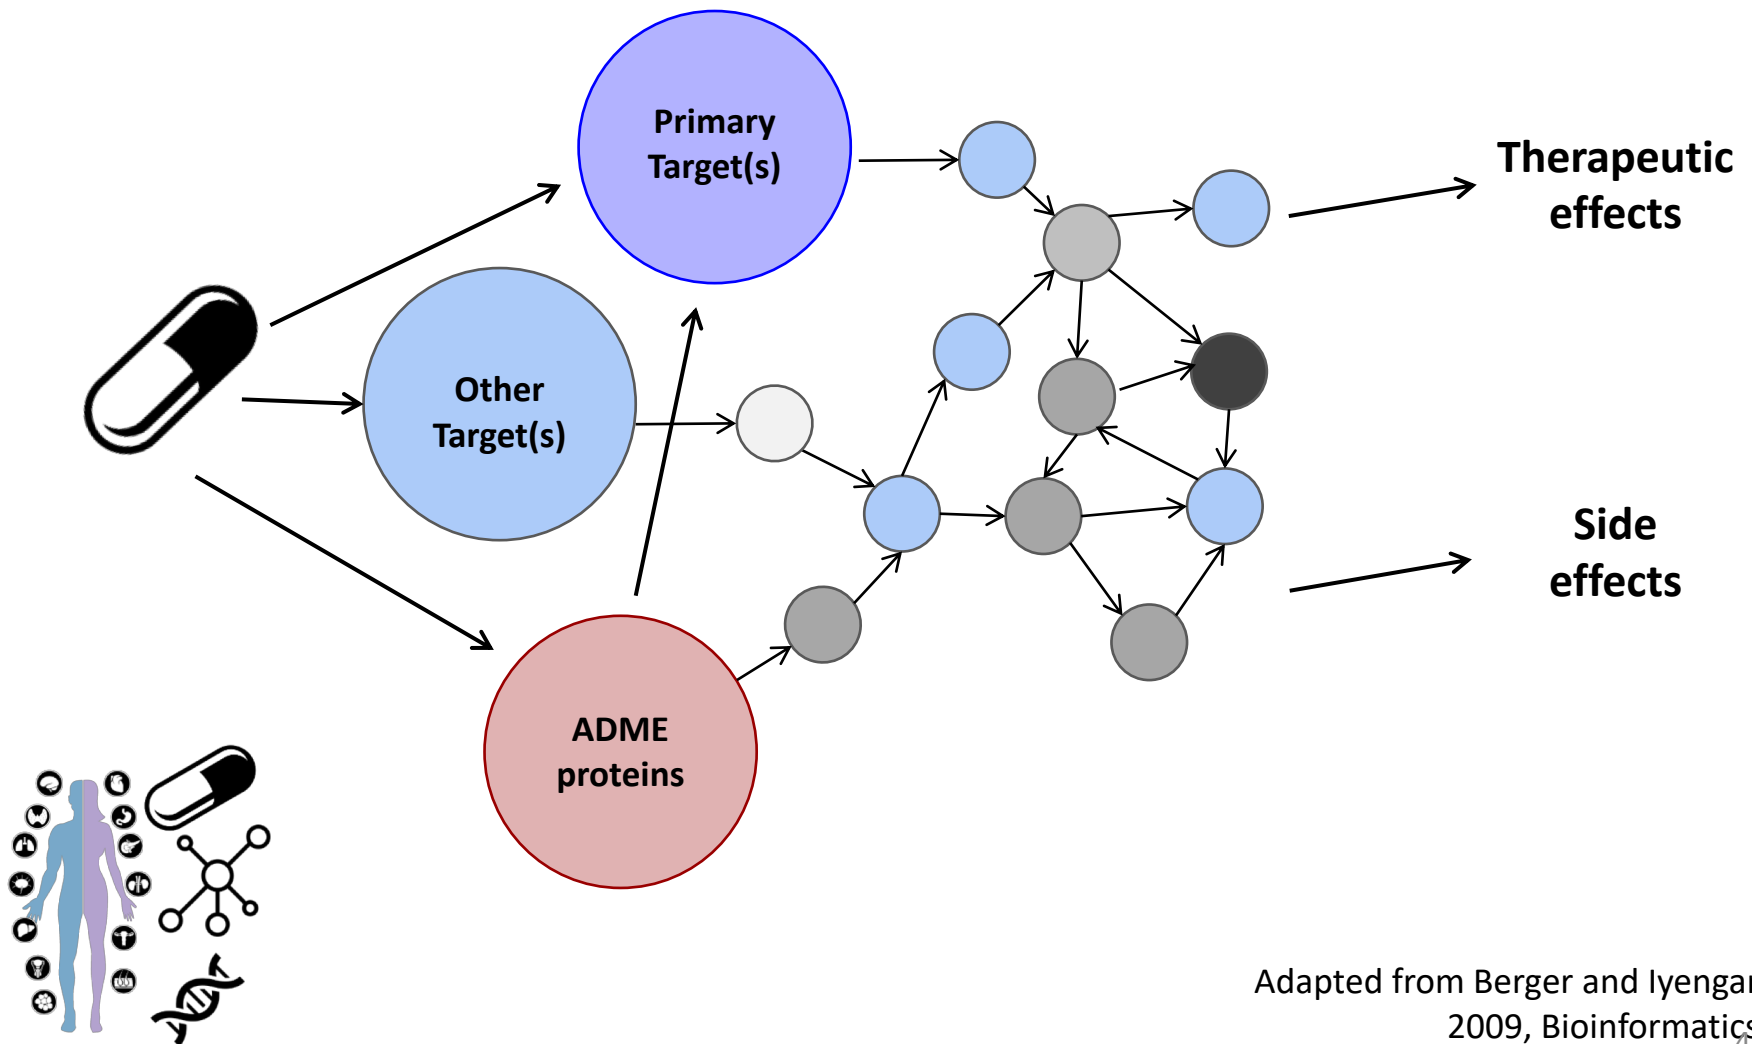 Primary
Target(s)
Therapeutic
effects
Other
Target(s)
Side
effects
ADME
proteins
Adapted from Berger and Iyengar
2009, Bioinformatics